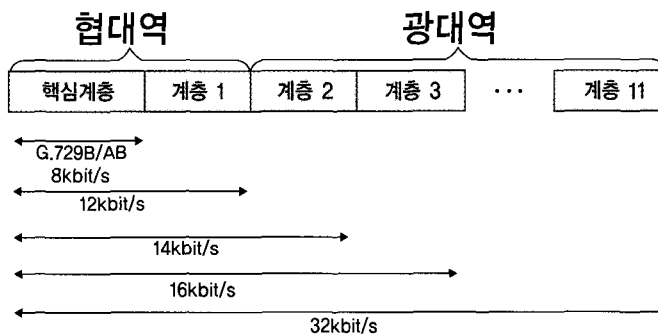 협대역 광대역
핵심계층 계층 1 계층 2 계층 3 ··· 계층 11
G.729B/AB
8kbit/s
12kbit/s
14kbit/s
16kbit/s
32kbit/s